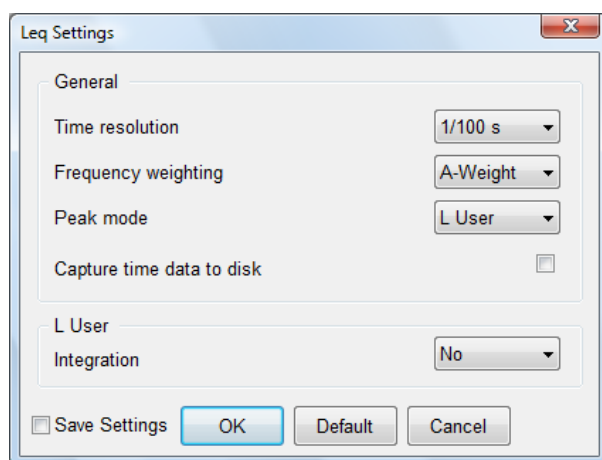 Leq Settings
General
Time resolution 1/100 s
Frequency weighting A-Weight
Peak mode L User
Capture time data to disk
L User
Integration No
Save Settings OK Default Cancel